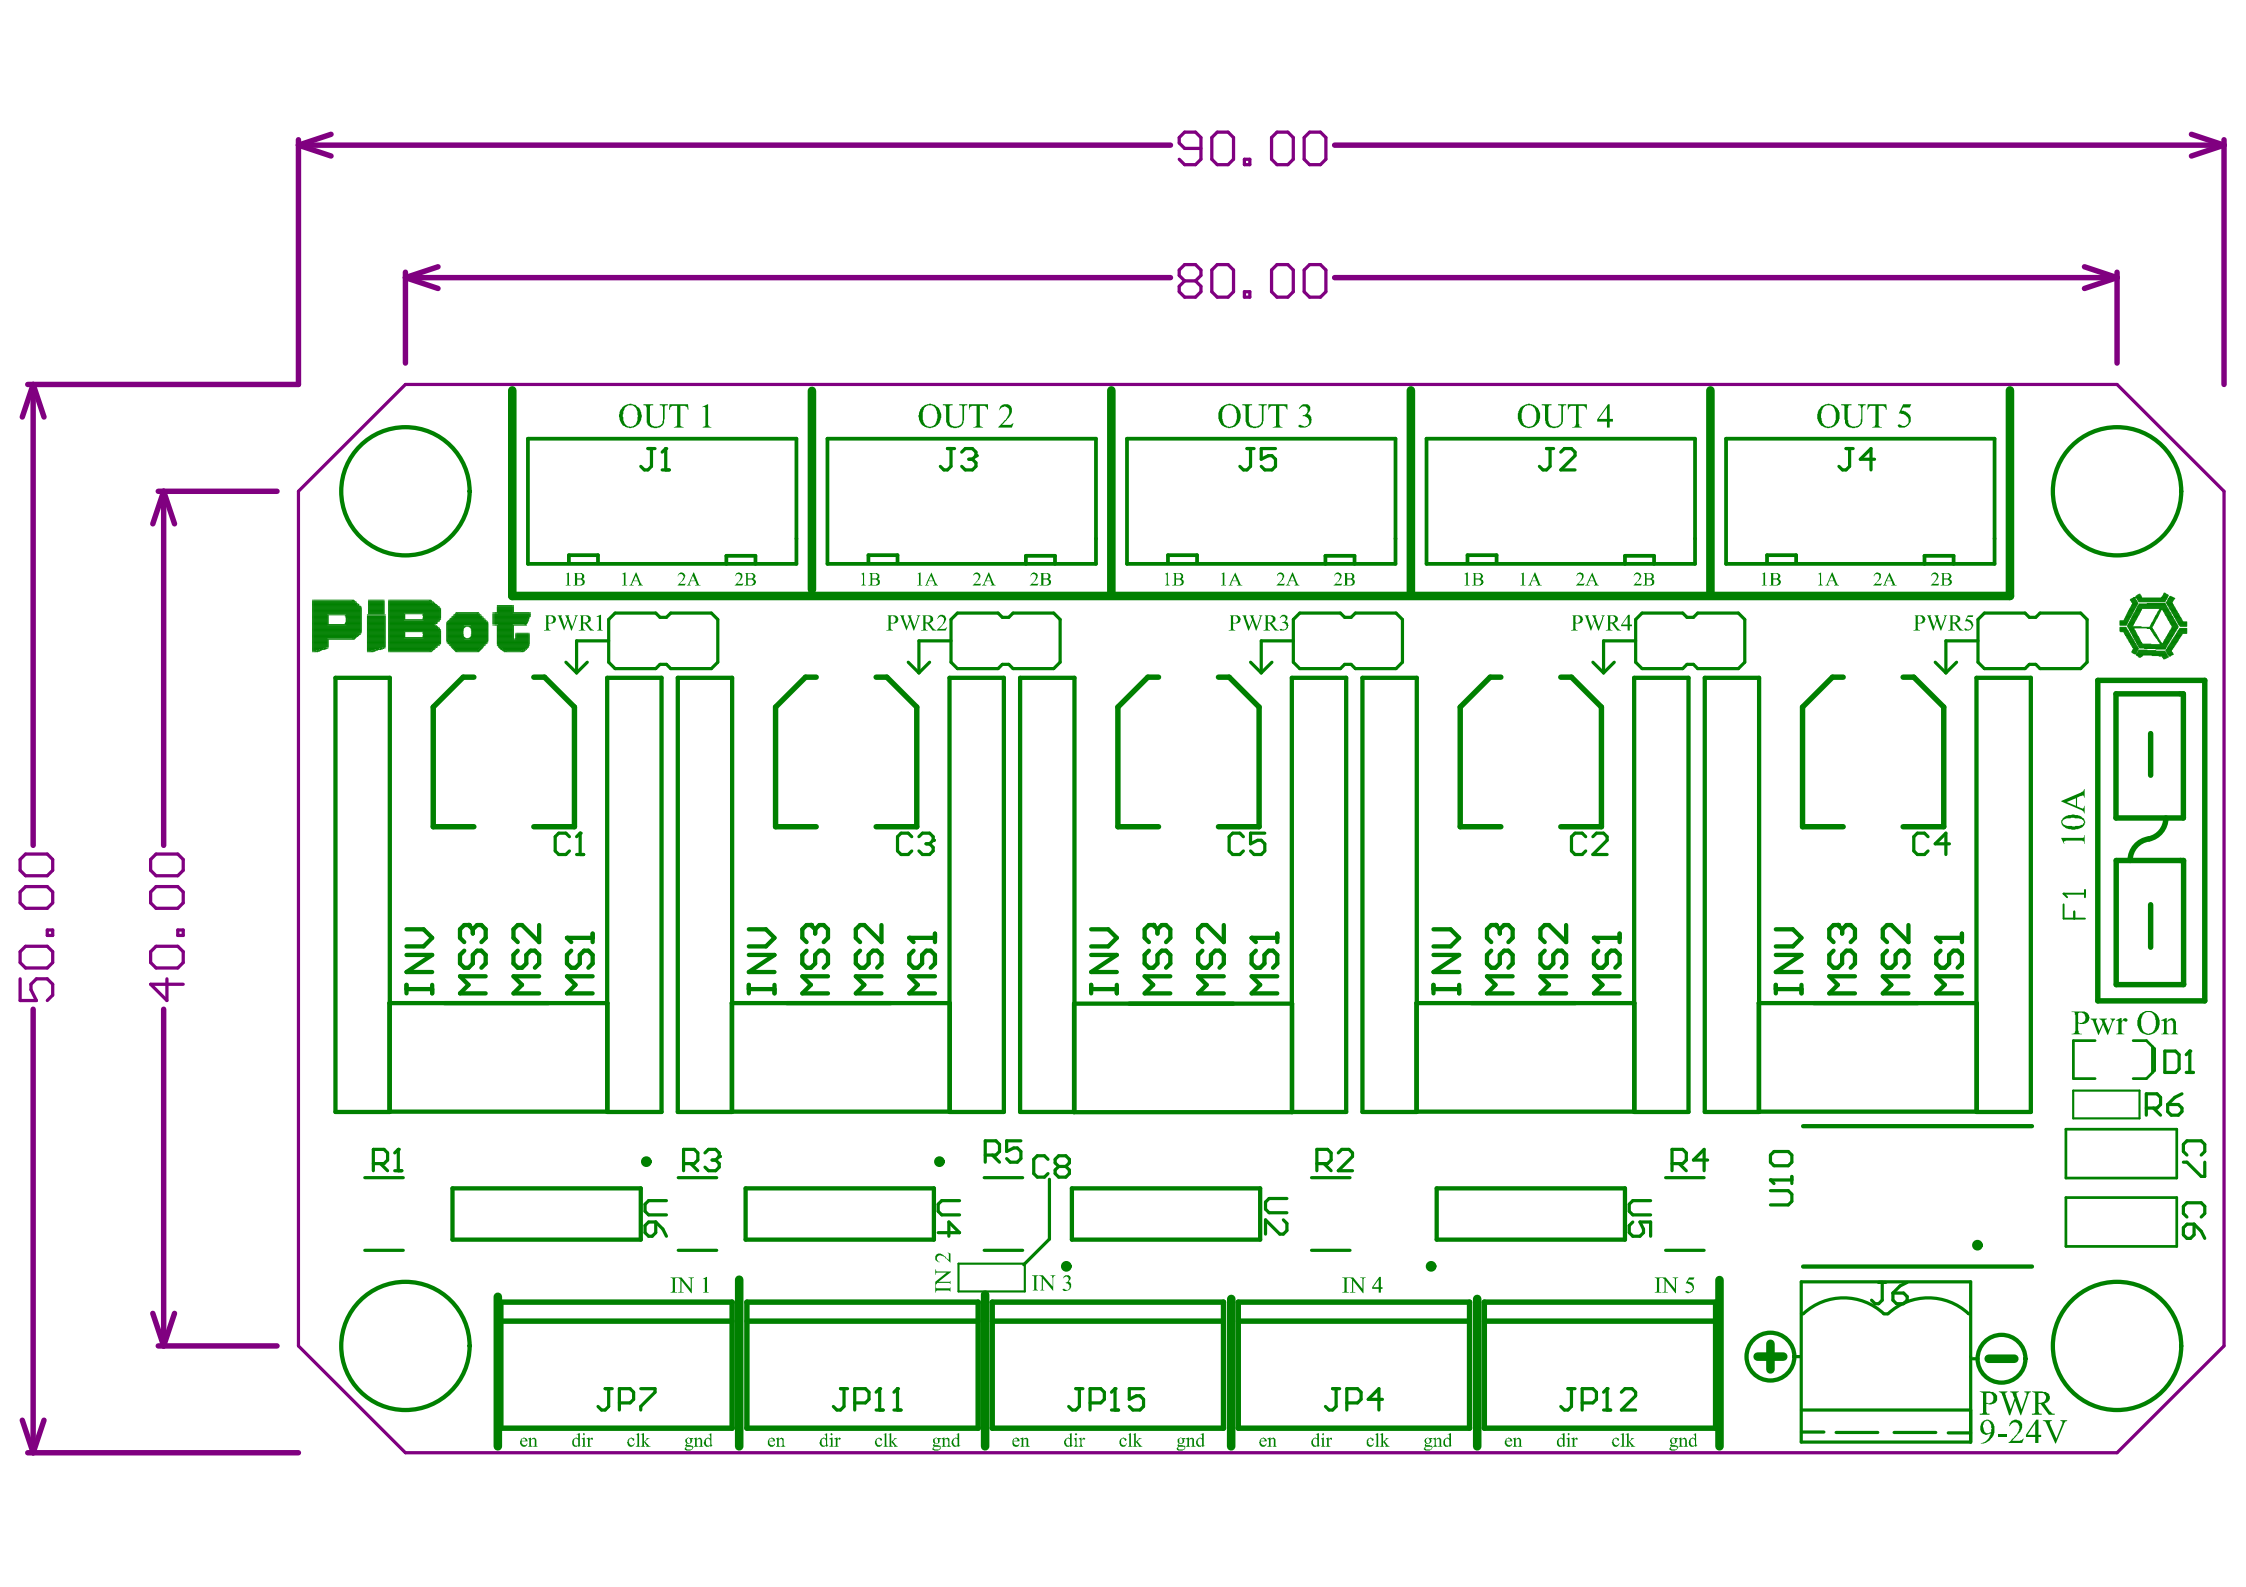 90.00
80.00
50.00
40.00
OUT 1 OUT 2 OUT 3 OUT 4 OUT 5
J1 J3 J5 J2 J4
1B 1A 2A 2B 1B 1A 2A 2B 1B 1A 2A 2B 1B 1A 2A 2B 1B 1A 2A 2B
PiBot PWR1 PWR2 PWR3 PWR4 PWR5
C1 C3 C5 C2 C4
F1 10A
INV MS3 MS2 MS1 INV MS3 MS2 MS1 INV MS3 MS2 MS1 INV MS3 MS2 MS1 INV MS3 MS2 MS1
Pwr On
D1
R6
R1 R3 R5 C8 R2 R4 U10 C7
U6 U4 U2 U5 C6
IN 1 IN 2 IN 3 IN 4 IN 5
J6
JP7 JP11 JP15 JP4 JP12
+ −
PWR
9-24V
en dir clk gnd en dir clk gnd en dir clk gnd en dir clk gnd en dir clk gnd